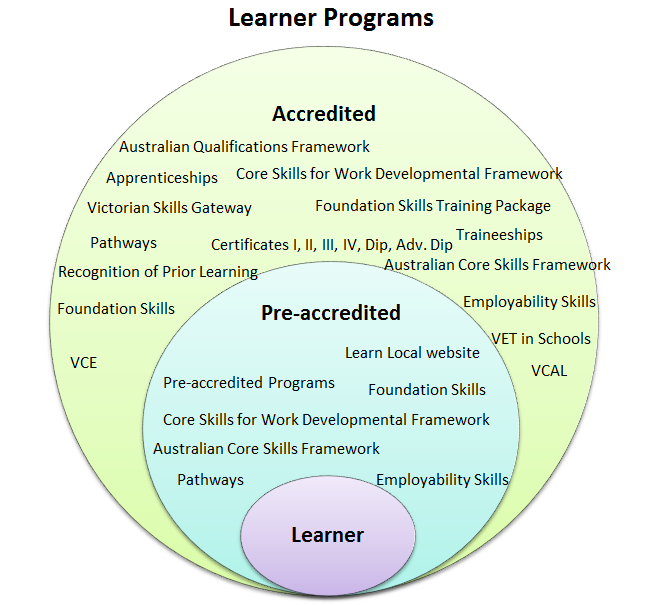 Learner Programs
Accredited
Australian Qualifications Framework
Apprenticeships
Core Skills for Work Developmental Framework
Victorian Skills Gateway
Foundation Skills Training Package
Pathways
Certificates I, II, III, IV, Dip, Adv. Dip
Traineeships
Recognition of Prior Learning
Australian Core Skills Framework
Foundation Skills
Employability Skills
VET in Schools
VCE
VCAL
Pre-accredited
Learn Local website
Pre-accredited Programs
Foundation Skills
Core Skills for Work Developmental Framework
Australian Core Skills Framework
Pathways
Employability Skills
Learner